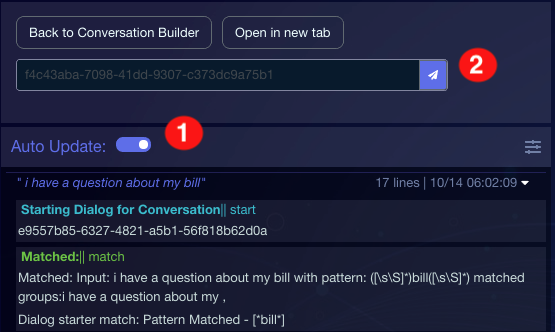 Back to Conversation Builder Open in new tab
f4c43aba-7098-41dd-9307-c373dc9a75b1 2
Auto Update: 1
" i have a question about my bill" 17 lines | 10/14 06:02:09
Starting Dialog for Conversation|| start
e9557b85-6327-4821-a5b1-56f818b62d0a
Matched:|| match
Matched: Input: i have a question about my bill with pattern: ([\s\S]*)bill([\s\S]*) matched
groups:i have a question about my ,
Dialog starter match: Pattern Matched - [*bill*]